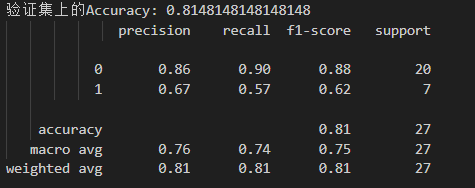 验证集上的Accuracy: 0.8148148148148148
precision recall f1-score support
0 0.86 0.90 0.88 20
1 0.67 0.57 0.62 7
accuracy 0.81 27
macro avg 0.76 0.74 0.75 27
weighted avg 0.81 0.81 0.81 27